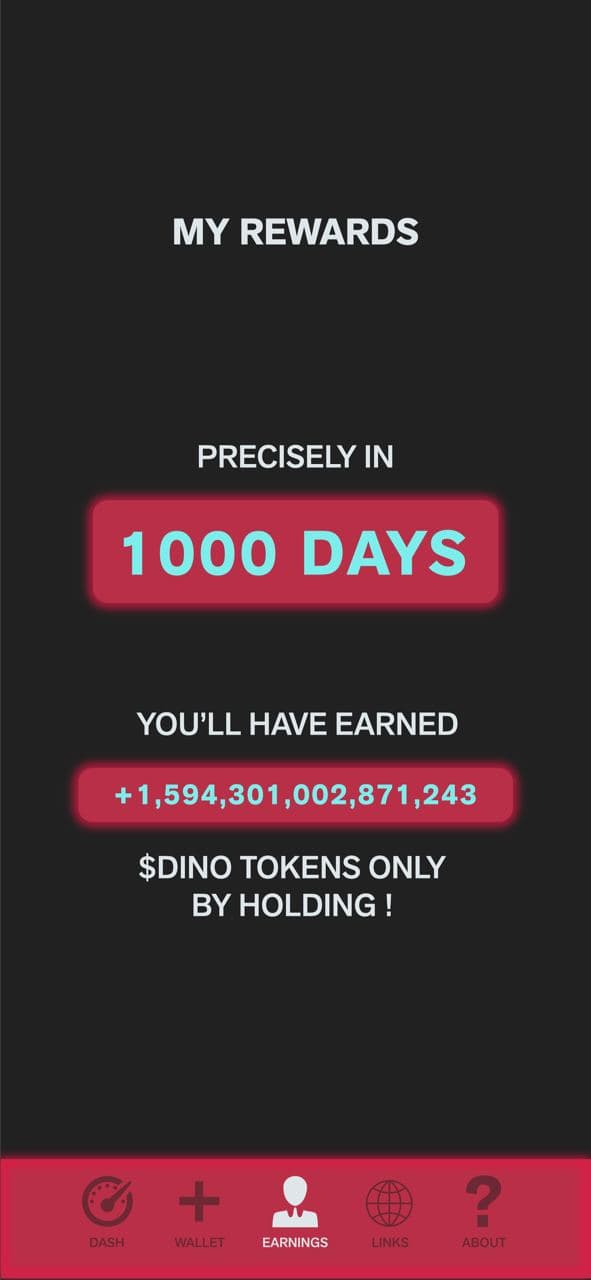 MY REWARDS
PRECISELY IN
1000 DAYS
YOU’LL HAVE EARNED
+1,594,301,002,871,243
$DINO TOKENS ONLY
BY HOLDING !
DASH
WALLET
EARNINGS
LINKS
ABOUT